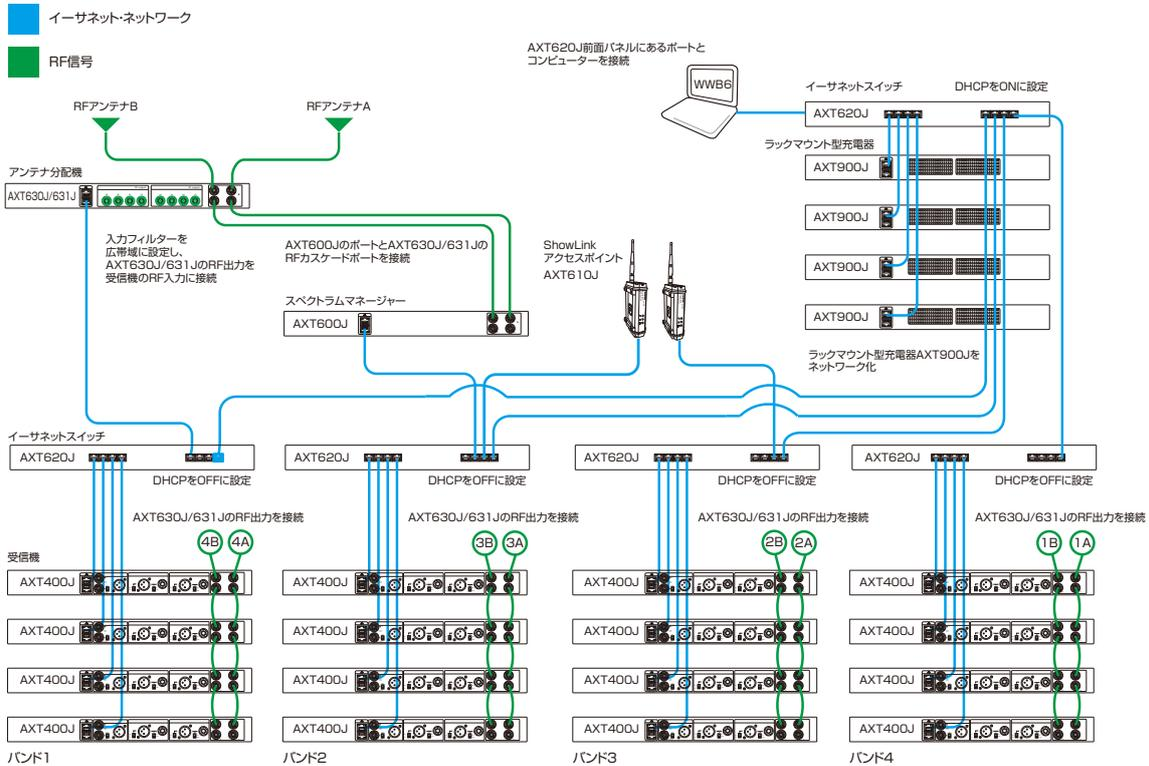 イーサネット・ネットワーク
RF信号
RFアンテナB
RFアンテナA
アンテナ分配機
AXT630J/631J
入力フィルターを
広帯域に設定し、
AXT630J/631JのRF出力を
受信機のRF入力に接続
AXT600JのポートとAXT630J/631Jの
RFカスケードポートを接続
スペクトラムマネージャー
AXT600J
ShowLink
アクセスポイント
AXT610J
AXT620J前面パネルにあるポートと
コンピューターを接続
WWB6
イーサネットスイッチ
DHCPをONに設定
AXT620J
ラックマウント型充電器
AXT900J
AXT900J
AXT900J
AXT900J
ラックマウント型充電器AXT900Jを
ネットワーク化
イーサネットスイッチ
AXT620J
DHCPをOFFに設定
AXT620J
DHCPをOFFに設定
AXT620J
DHCPをOFFに設定
AXT620J
DHCPをOFFに設定
AXT630J/631JのRF出力を接続
4B
4A
受信機
AXT400J
AXT400J
AXT400J
AXT400J
バンド1
AXT630J/631JのRF出力を接続
3B
3A
AXT400J
AXT400J
AXT400J
AXT400J
バンド2
AXT630J/631JのRF出力を接続
2B
2A
AXT400J
AXT400J
AXT400J
AXT400J
バンド3
AXT630J/631JのRF出力を接続
1B
1A
AXT400J
AXT400J
AXT400J
AXT400J
バンド4